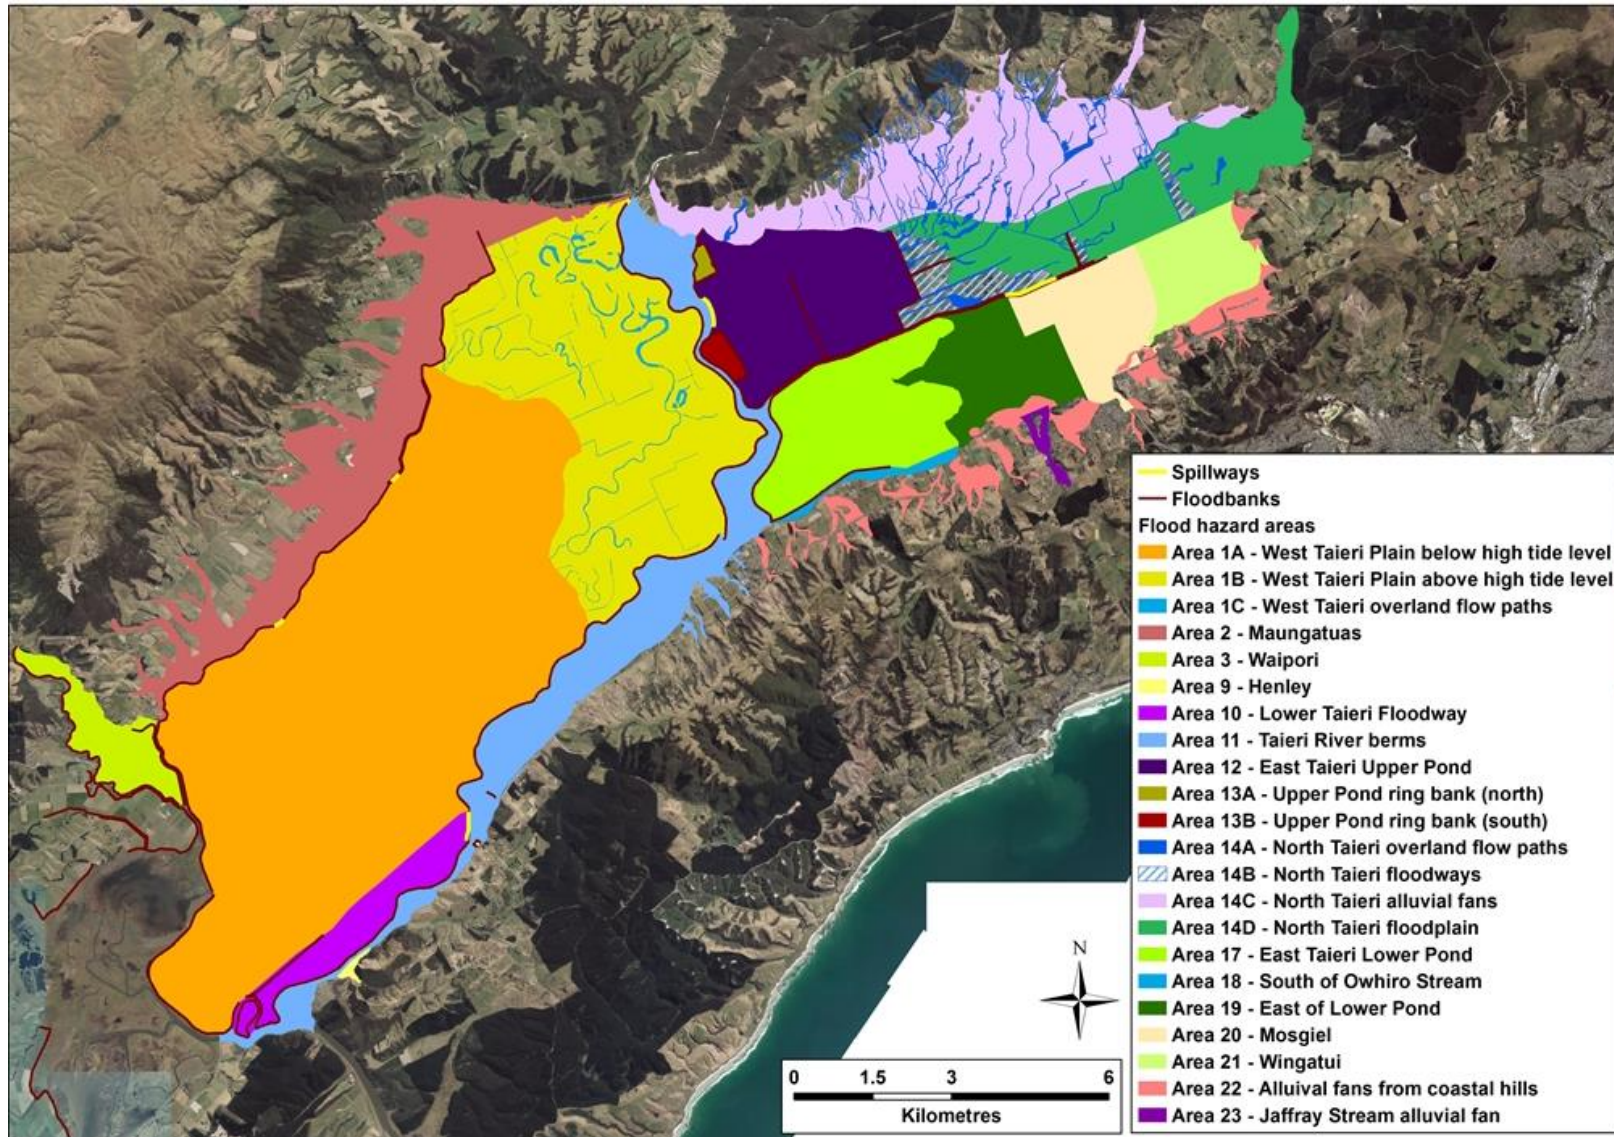 Spillways
Floodbanks
Flood hazard areas
Area 1A - West Taieri Plain below high tide level
Area 1B - West Taieri Plain above high tide level
Area 1C - West Taieri overland flow paths
Area 2 - Maungatuas
Area 3 - Waipori
Area 9 - Henley
Area 10 - Lower Taieri Floodway
Area 11 - Taieri River berms
Area 12 - East Taieri Upper Pond
Area 13A - Upper Pond ring bank (north)
Area 13B - Upper Pond ring bank (south)
Area 14A - North Taieri overland flow paths
Area 14B - North Taieri floodways
Area 14C - North Taieri alluvial fans
Area 14D - North Taieri floodplain
Area 17 - East Taieri Lower Pond
Area 18 - South of Owhiro Stream
Area 19 - East of Lower Pond
Area 20 - Mosgiel
Area 21 - Wingatui
Area 22 - Alluival fans from coastal hills
Area 23 - Jaffray Stream alluvial fan
N
0 1.5 3 6
Kilometres